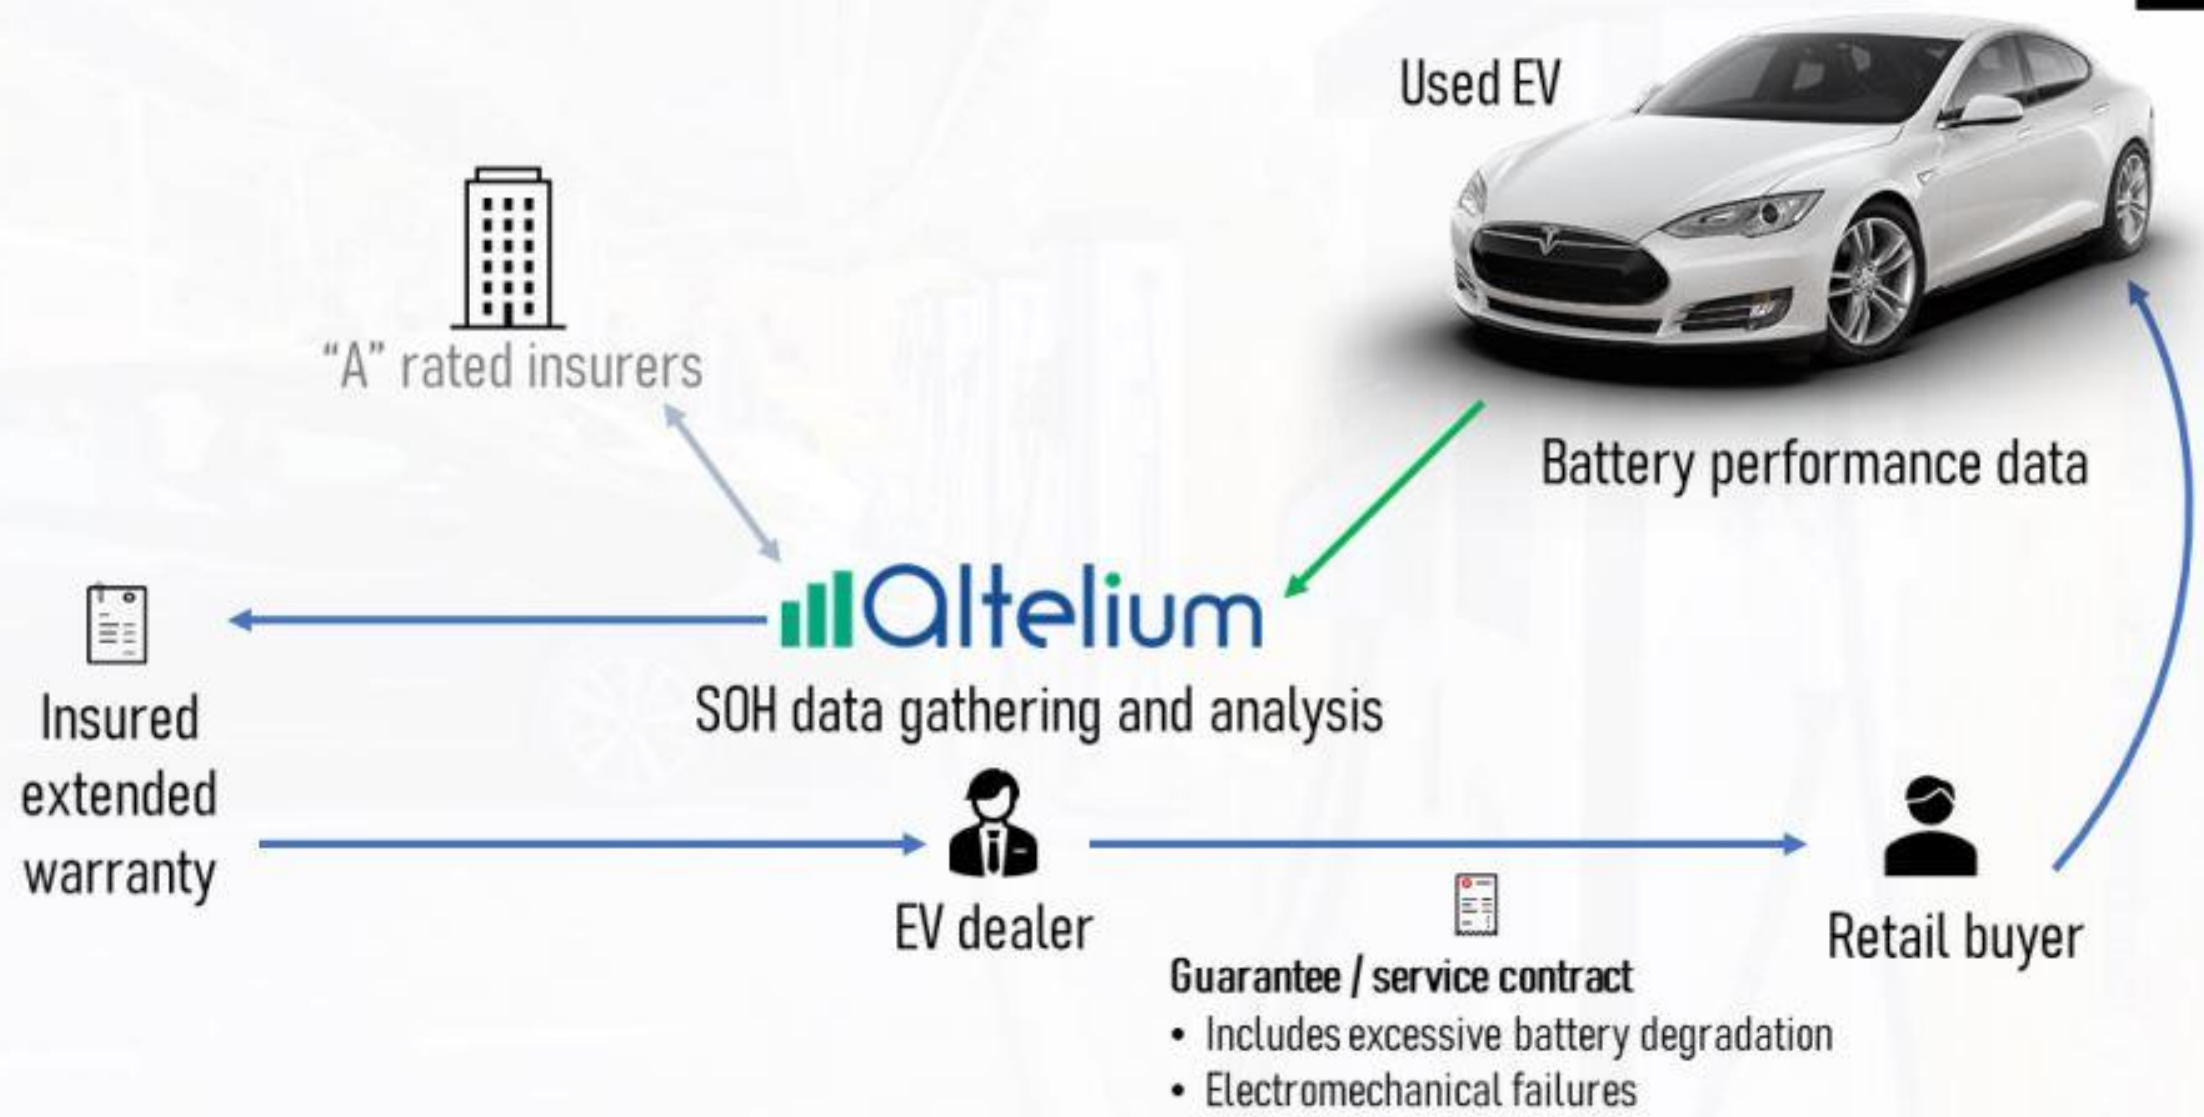 Used EV
“A” rated insurers
Battery performance data
altelium
SOH data gathering and analysis
Insured
extended
warranty
EV dealer
Retail buyer
Guarantee / service contract
• Includes excessive battery degradation
• Electromechanical failures